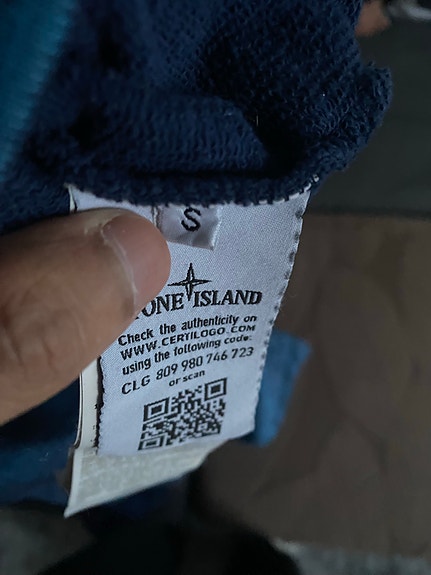 S
STONE ISLAND
Check the authenticity on
WWW.CERTILOGO.COM
using the following code:
CLG 809 980 746 723
or scan